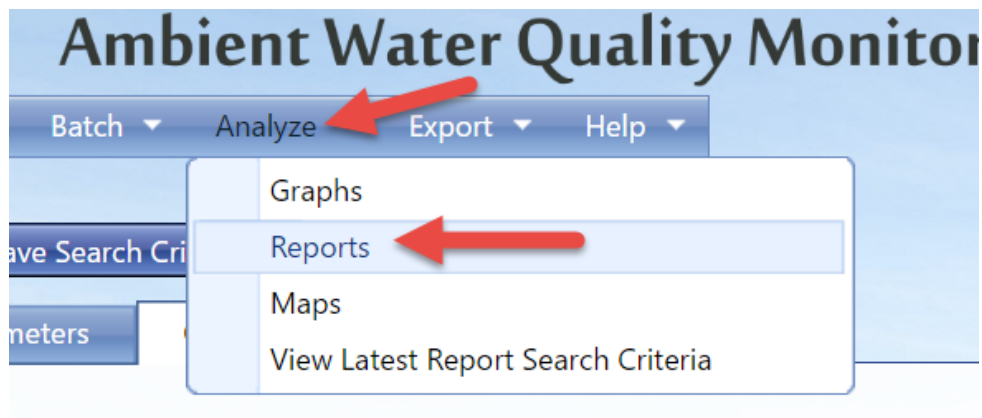 Ambient Water Quality Monitor
Batch Analyze Export Help
Graphs
ave Search Cri
Reports
Maps
meters
View Latest Report Search Criteria